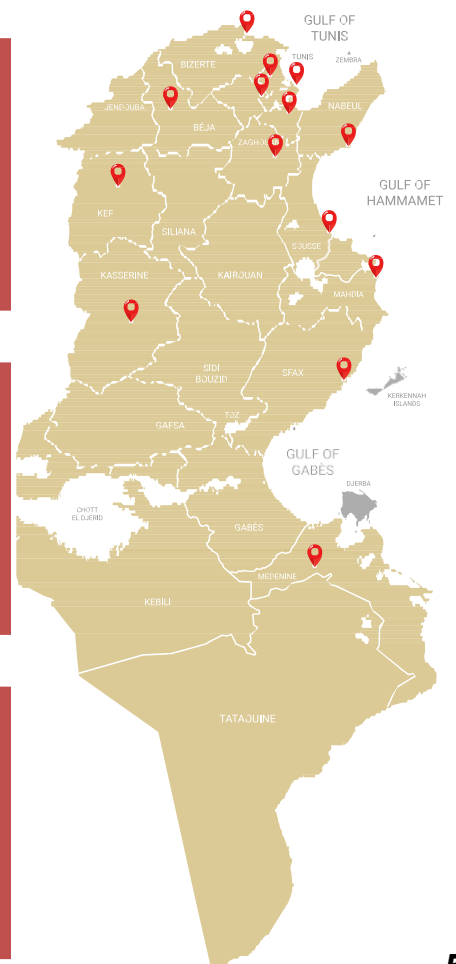 GULF OF
TUNIS
TUNIS
ZEMBRA
BIZERTE
JENDOUBA
NABEUL
BÉJA
GULF OF
HAMMAMET
KEF
SILIANA
SOUSSE
KASSERINE
KAIROUAN
MAHDIA
SIDI
BOUZID
SFAX
KERKENNAH
ISLANDS
GAFSA
TOZ
GULF OF
GABÈS
DJERBA
CHOTT
EL DJERID
GABÈS
MEDENINE
KEBILI
TATAOUINE